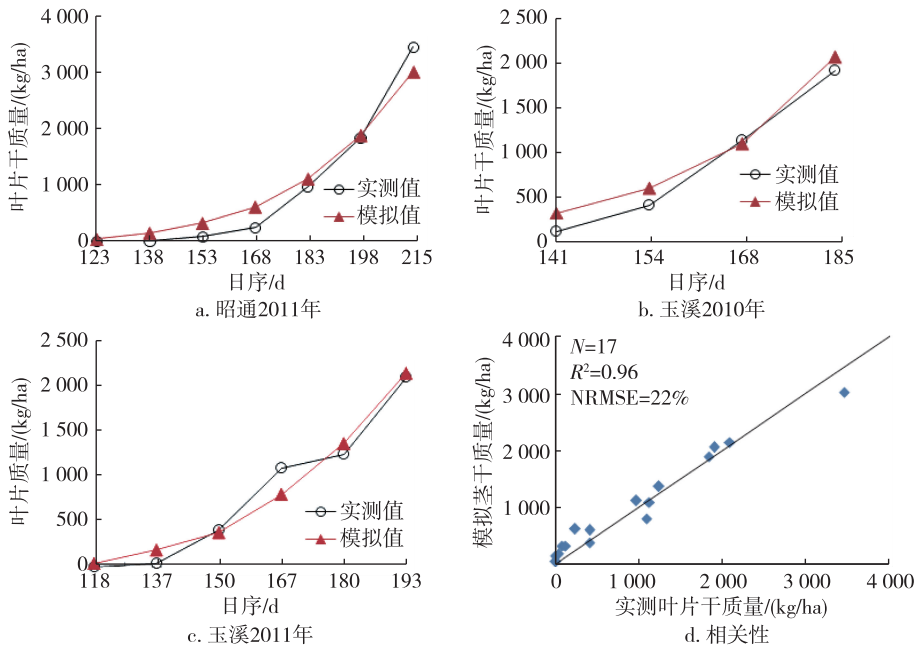 4 000
3 000
2 000
1 000
0
叶片干质量/(kg/ha)
实测值
模拟值
123 138 153 168 183 198 215
日序/d
a. 昭通2011年
2 500
2 000
1 500
1 000
500
0
叶片干质量/(kg/ha)
实测值
模拟值
141 154 168 185
日序/d
b. 玉溪2010年
2 500
2 000
1 500
1 000
500
0
叶片质量/(kg/ha)
实测值
模拟值
118 137 150 167 180 193
日序/d
c. 玉溪2011年
4 000
3 000
2 000
1 000
模拟茎干质量/(kg/ha)
N=17
R²=0.96
NRMSE=22%
0 1 000 2 000 3 000 4 000
实测叶片干质量/(kg/ha)
d. 相关性